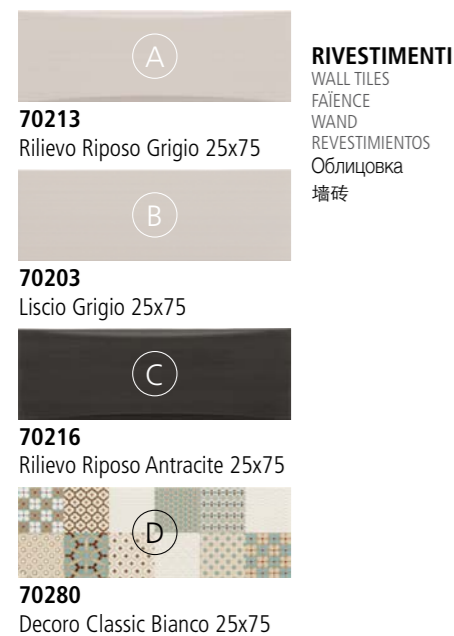 A
70213
Rilievo Riposo Grigio 25x75
B
70203
Liscio Grigio 25x75
C
70216
Rilievo Riposo Antracite 25x75
D
70280
Decoro Classic Bianco 25x75
RIVESTIMENTI
WALL TILES
FAÏENCE
WAND
REVESTIMIENTOS
Облицовка
墙砖